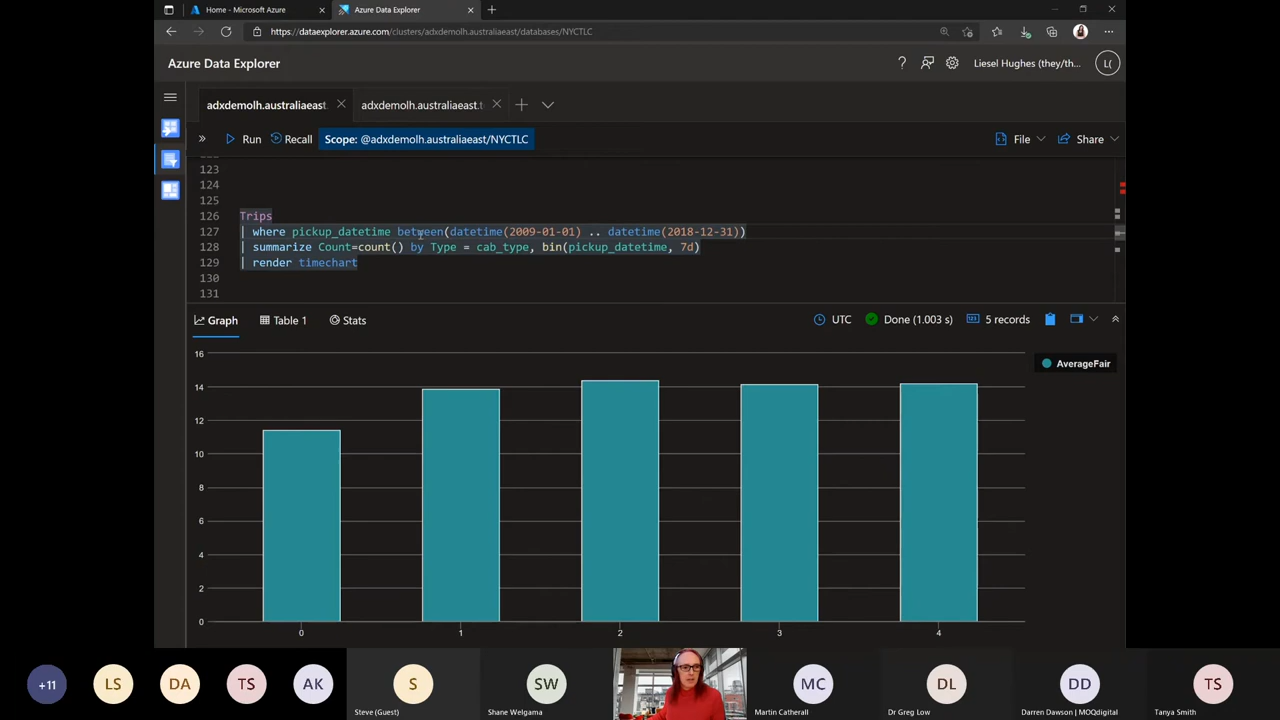 Home - Microsoft Azure
Azure Data Explorer
https://dataexplorer.azure.com/clusters/adxdemolh.australiaeast/databases/NYCTLC
Azure Data Explorer
Liesel Hughes (they/th...
L(
adxdemolh.australiaeast.
adxdemolh.australiaeast.t
Run
Recall
Scope: @adxdemolh.australiaeast/NYCTLC
File
Share
123
124
125
126 Trips
127 | where pickup_datetime between(datetime(2009-01-01) .. datetime(2018-12-31))
128 | summarize Count=count() by Type = cab_type, bin(pickup_datetime, 7d)
129 | render timechart
130
131
Graph
Table 1
Stats
UTC
Done (1.003 s)
5 records
AverageFair
16
14
12
10
8
6
4
2
0
0 1 2 3 4
+11
LS
DA
TS
AK
S
Steve (Guest)
SW
Shane Welgama
MC
Martin Catherall
DL
Dr Greg Low
DD
Darren Dawson | MOQdigital
TS
Tanya Smith